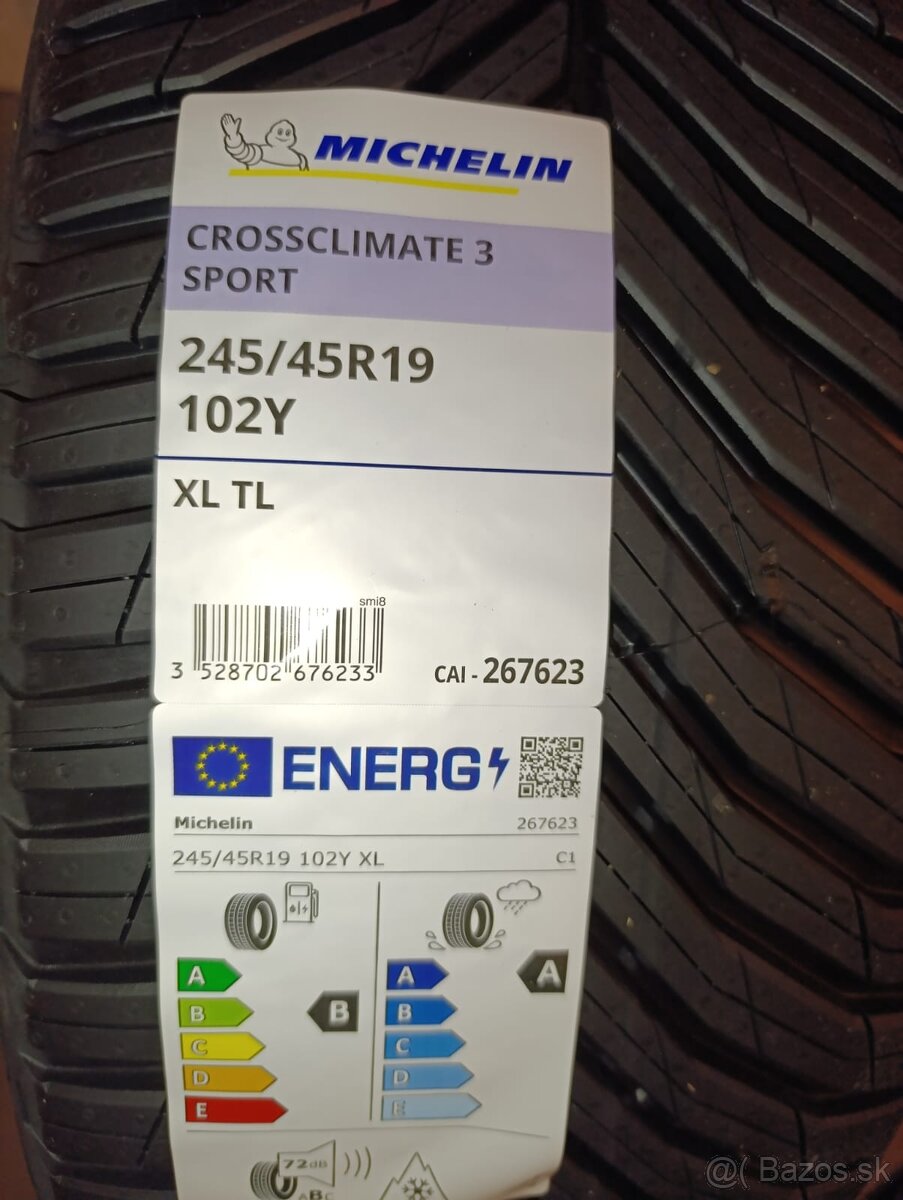 MICHELIN
CROSSCLIMATE 3
SPORT
245/45R19
102Y
XL TL
smi8
3 528702 676233
CAI - 267623
ENERG
Michelin 267623
245/45R19 102Y XL C1
A A A
B B B
C C
D D
E E
72dB
ABC
@( Bazos.sk